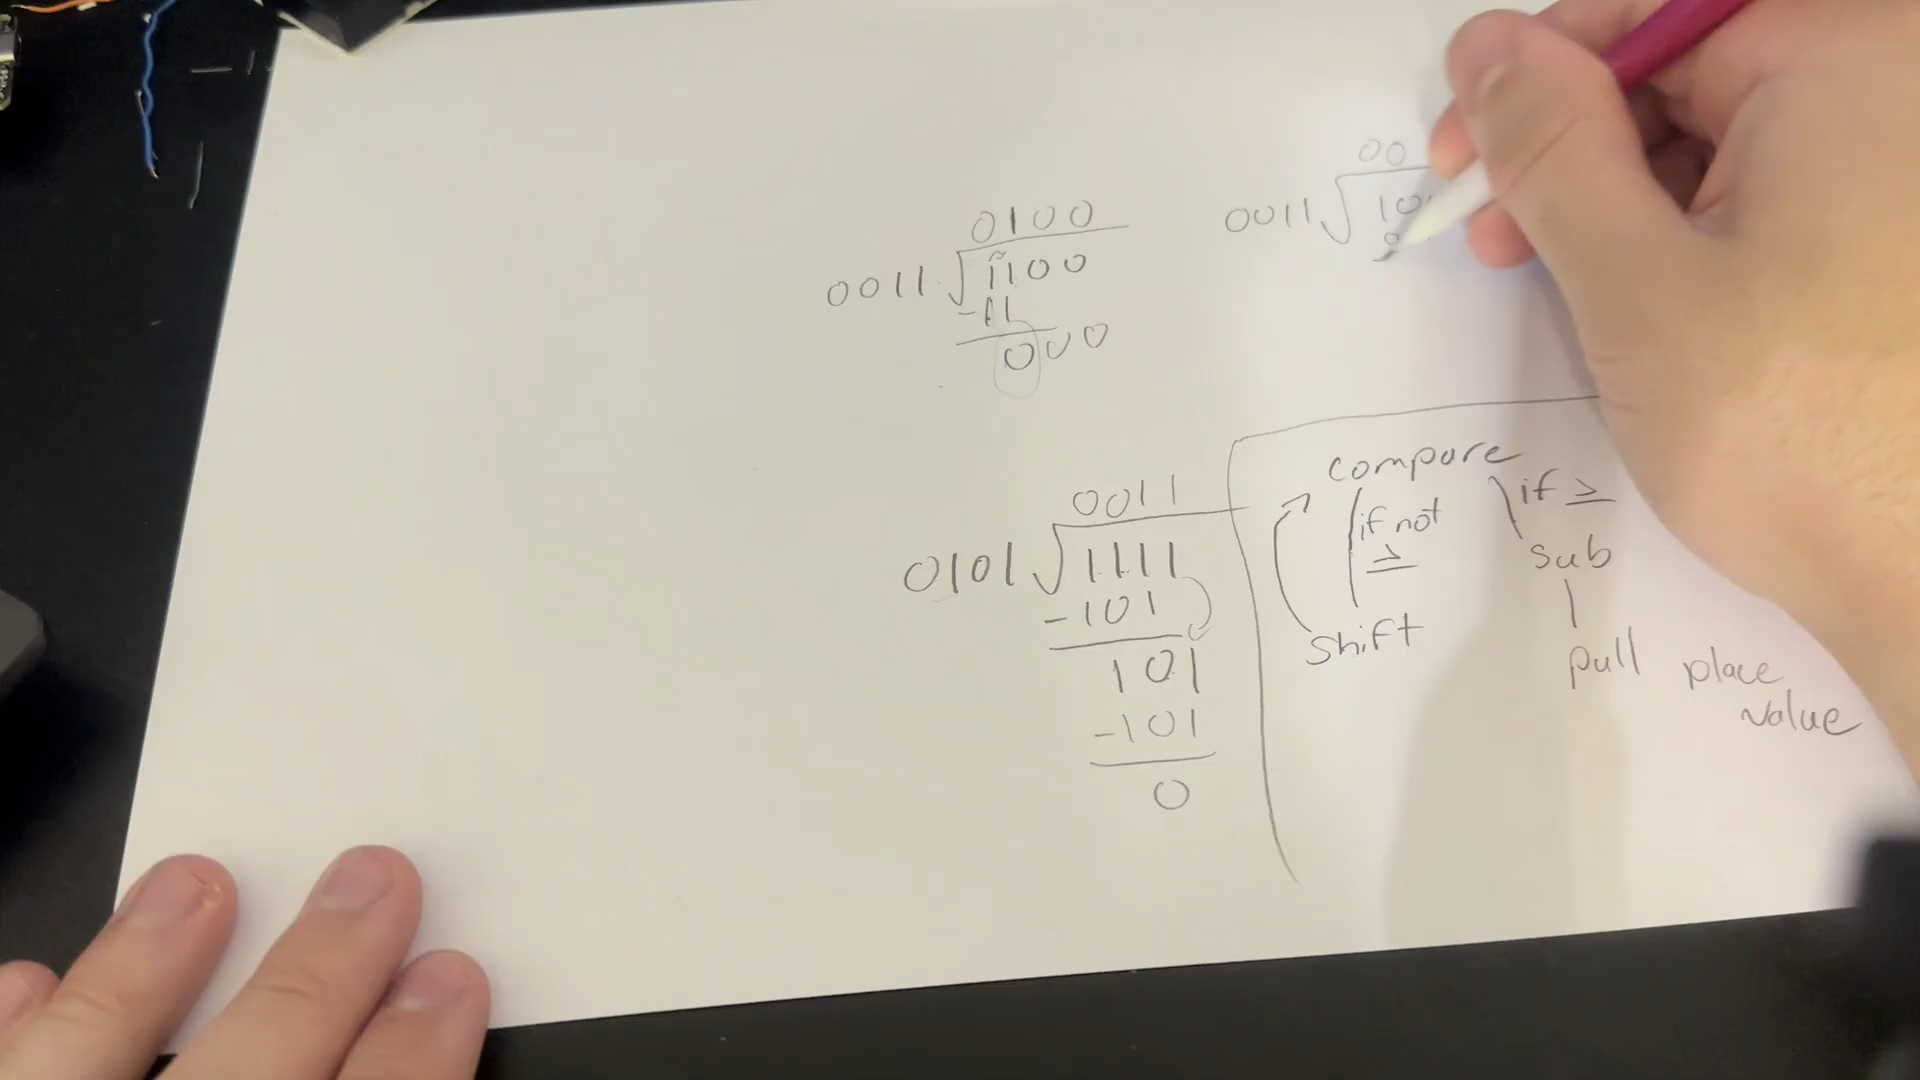 0100
0011 √1100
-11
000
00
0011 √10
0011
0101 √1111
-101
101
-101
0
compare
if not ≥
if ≥
shift
sub
pull place value